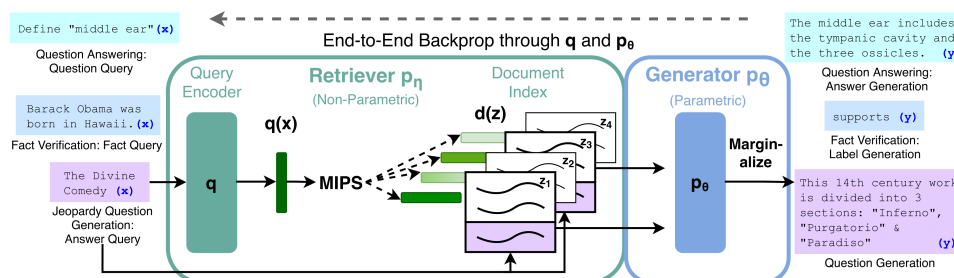 Define "middle ear"(x)
Question Answering:
Question Query
Barack Obama was
born in Hawaii.(x)
Fact Verification: Fact Query
The Divine
Comedy (x)
Jeopardy Question
Generation:
Answer Query
End-to-End Backprop through q and pθ
Query
Encoder
Retriever pη
(Non-Parametric)
Document
Index
q
q(x)
MIPS
d(z)
z4
z3
z2
z1
Generator pθ
(Parametric)
pθ
Margin-
alize
The middle ear includes
the tympanic cavity and
the three ossicles. (y)
Question Answering:
Answer Generation
supports (y)
Fact Verification:
Label Generation
This 14th century work
is divided into 3
sections: "Inferno",
"Purgatorio" &
"Paradiso" (y)
Question Generation